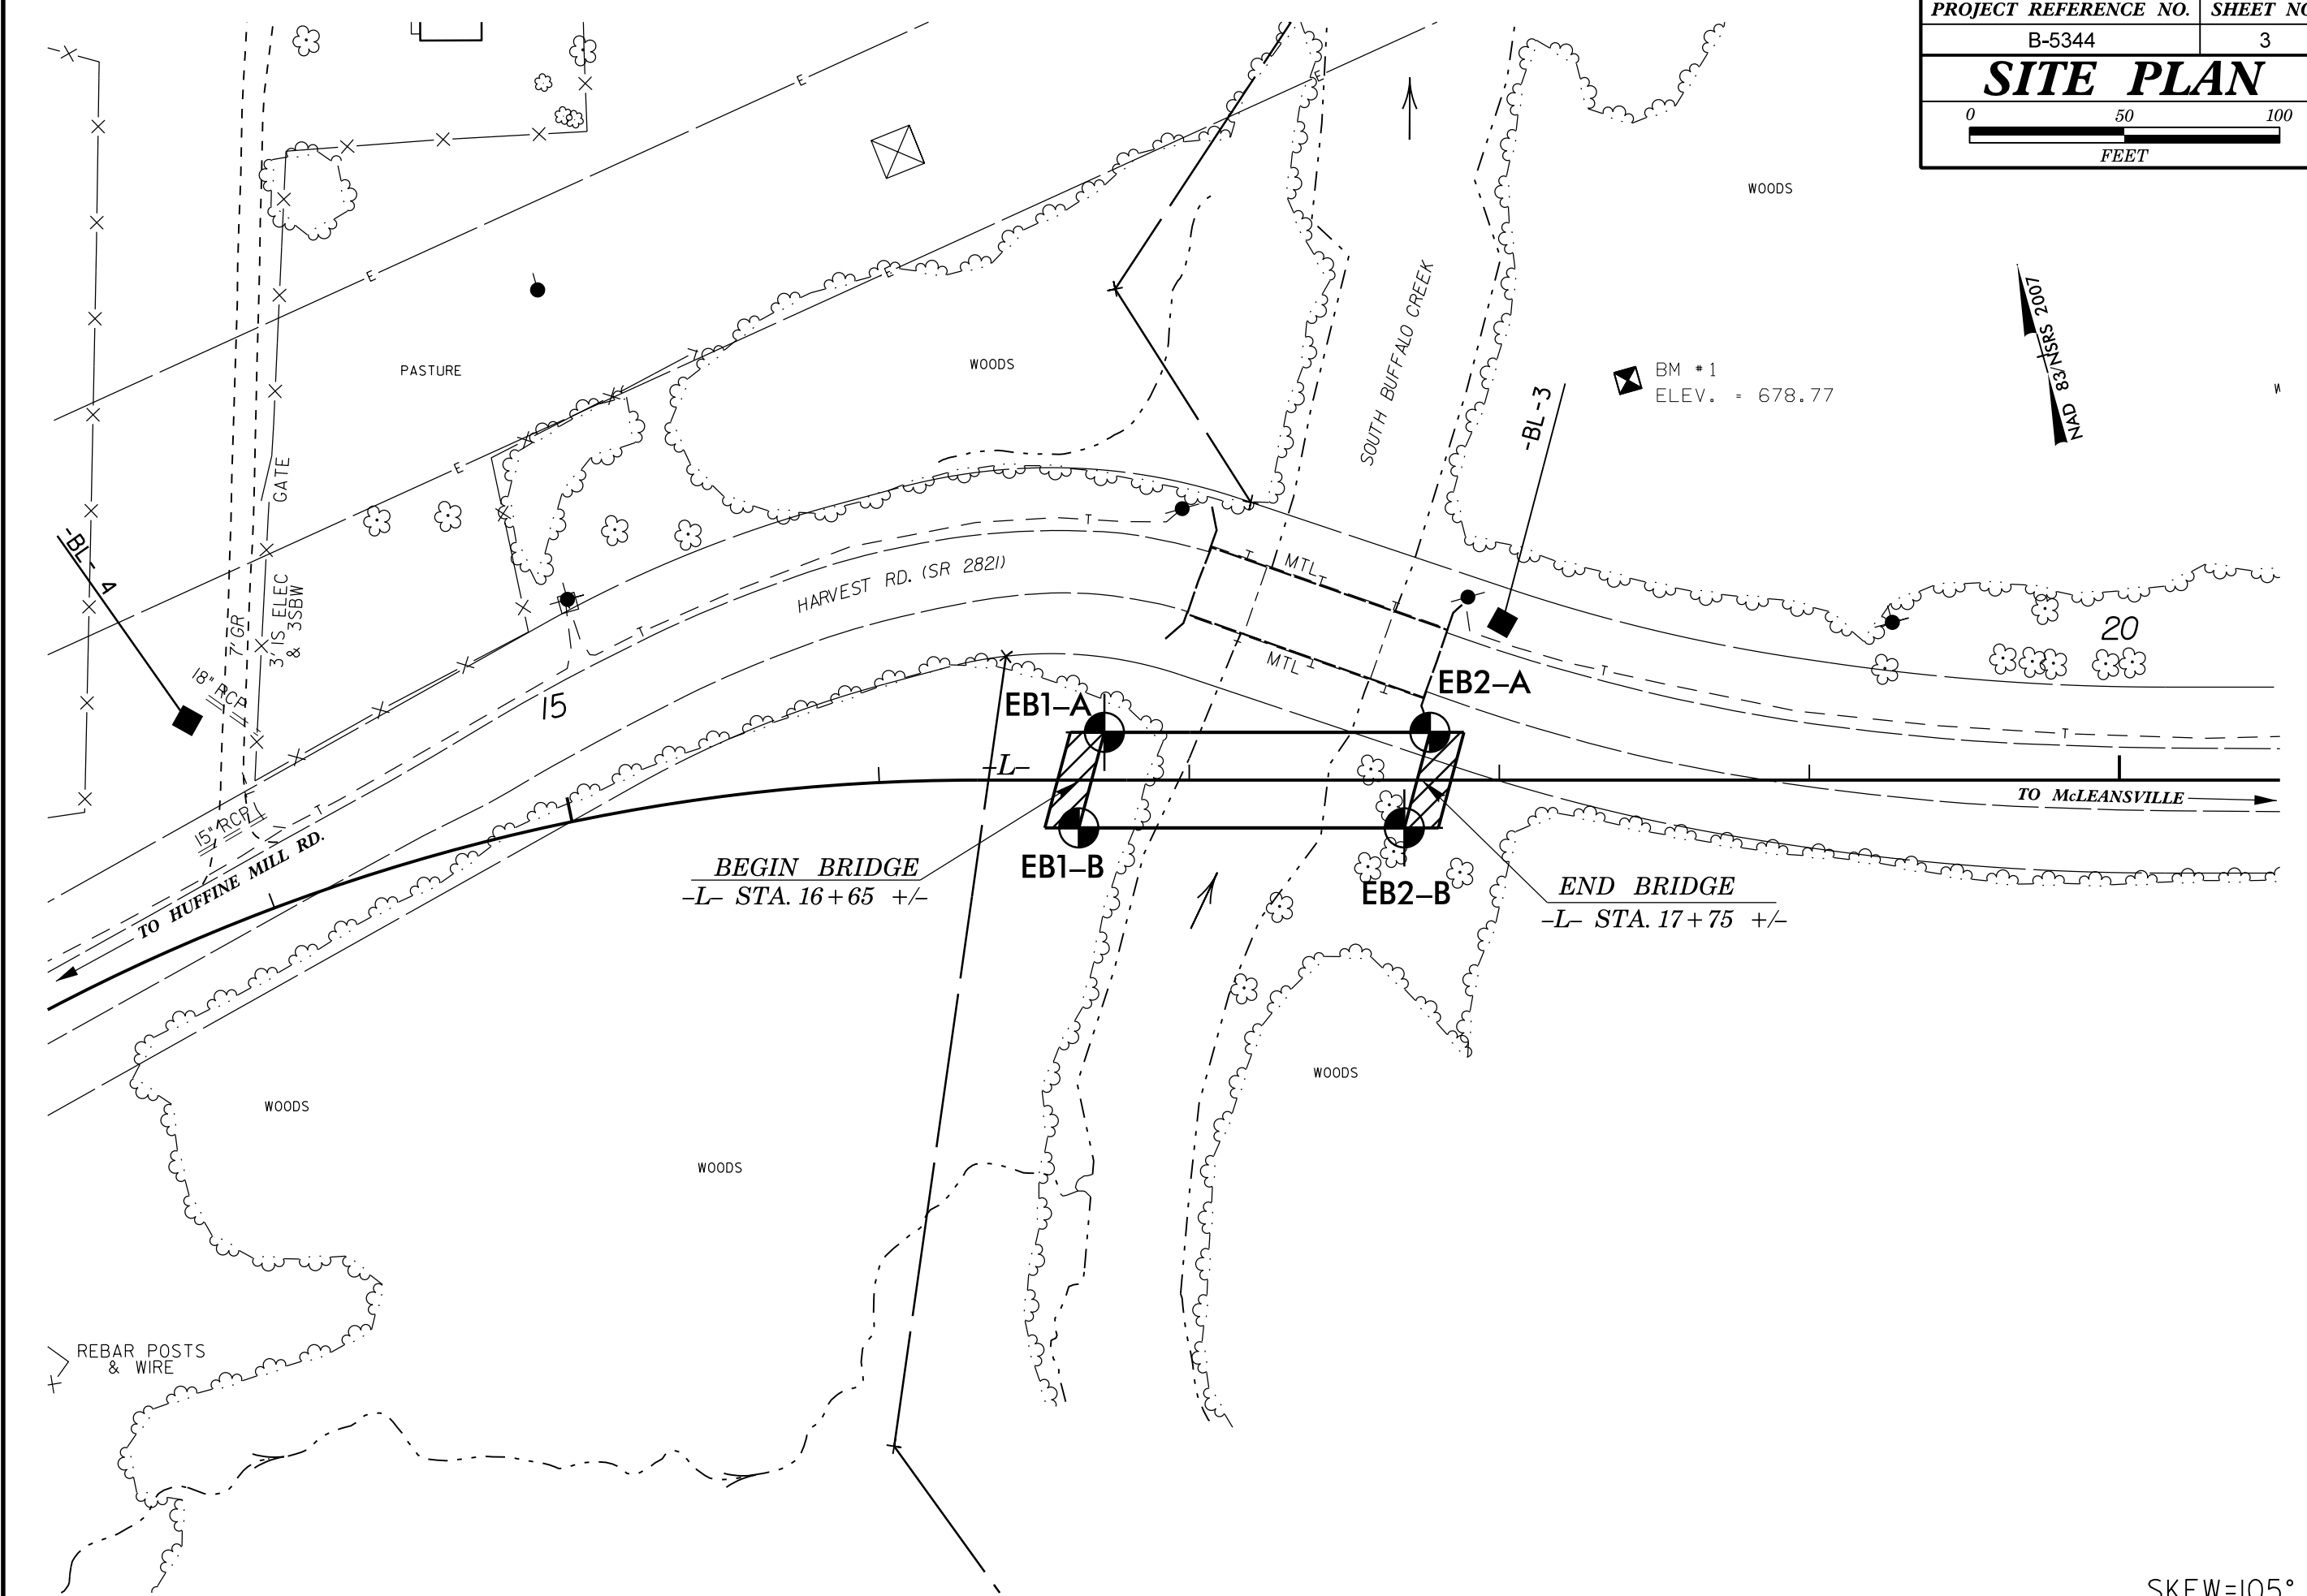 PROJECT REFERENCE NO. SHEET NO
B-5344 3
SITE PLAN
0 50 100
FEET
E
E
WOODS
E
E
SOUTH BUFFALO CREEK
NAD 83/NSRS 2007
PASTURE
WOODS
BM #1
ELEV. = 678.77
-BL-3
E
GATE
-BL- 4
T
HARVEST RD. (SR 2821)
MTL
T
T
T
7' GR
3' IS ELEC
& 3SBW
18" RCP
T
15
MTL
T
T
T
20
EB1-A
EB2-A
T
-L-
TO McLEANSVILLE
15" RCP
T
TO HUFFINE MILL RD.
BEGIN BRIDGE
-L- STA. 16+65 +/-
EB1-B
EB2-B
END BRIDGE
-L- STA. 17+75 +/-
WOODS
WOODS
WOODS
REBAR POSTS
& WIRE
SKEW=105°